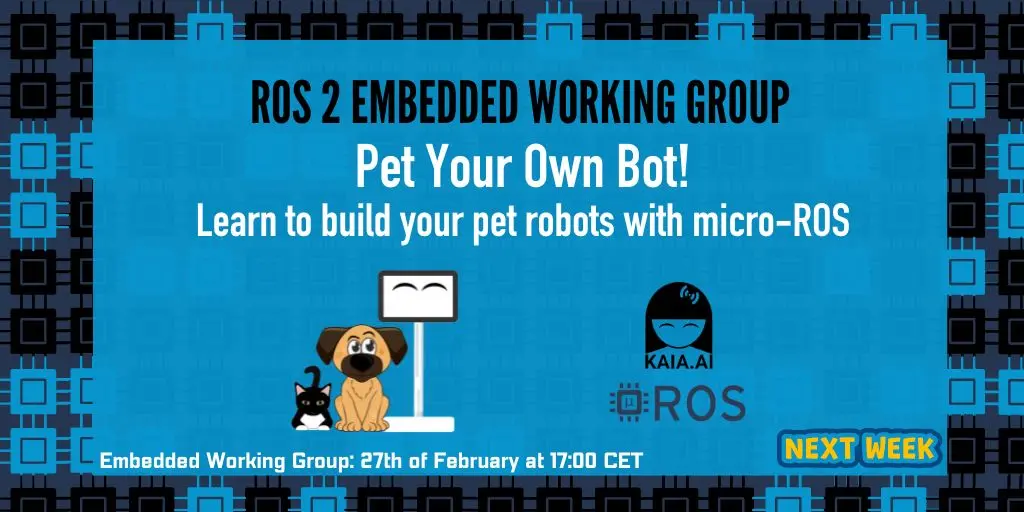 ROS 2 EMBEDDED WORKING GROUP
Pet Your Own Bot!
Learn to build your pet robots with micro-ROS
KAIA.AI
μ ROS
NEXT WEEK
Embedded Working Group: 27th of February at 17:00 CET